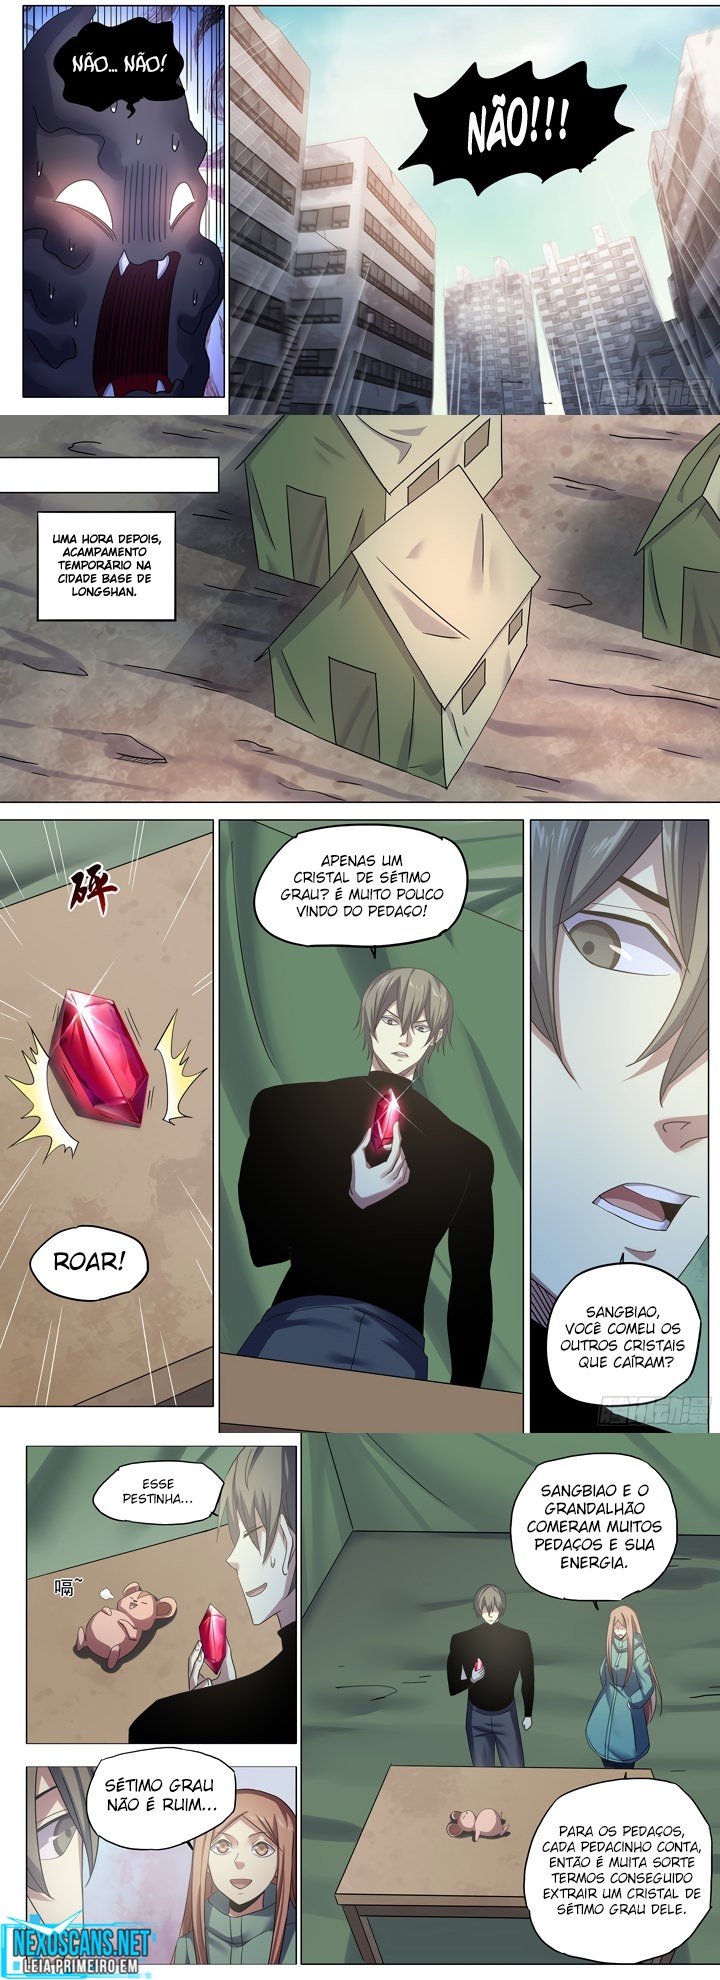 NÃO... NÃO!
NÃO!!!
UMA HORA DEPOIS,
ACAMPAMENTO
TEMPORÁRIO NA
CIDADE BASE DE
LONGSHAN.
砰
APENAS UM
CRISTAL DE SÉTIMO
GRAU? É MUITO POUCO
VINDO DO PEDAÇO!
ROAR!
SANGBIAO,
VOCÊ COMEU OS
OUTROS CRISTAIS
QUE CAÍRAM?
ESSE
PESTINHA...
嗝~
SANGBIAO E O
GRANDALHÃO
COMERAM MUITOS
PEDAÇOS E SUA
ENERGIA.
SÉTIMO GRAU
NÃO É RUIM...
PARA OS PEDAÇOS,
CADA PEDACINHO CONTA,
ENTÃO É MUITA SORTE
TERMOS CONSEGUIDO
EXTRAIR UM CRISTAL DE
SÉTIMO GRAU DELE.
NEXOSCANS.NET
LEIA PRIMEIRO EM